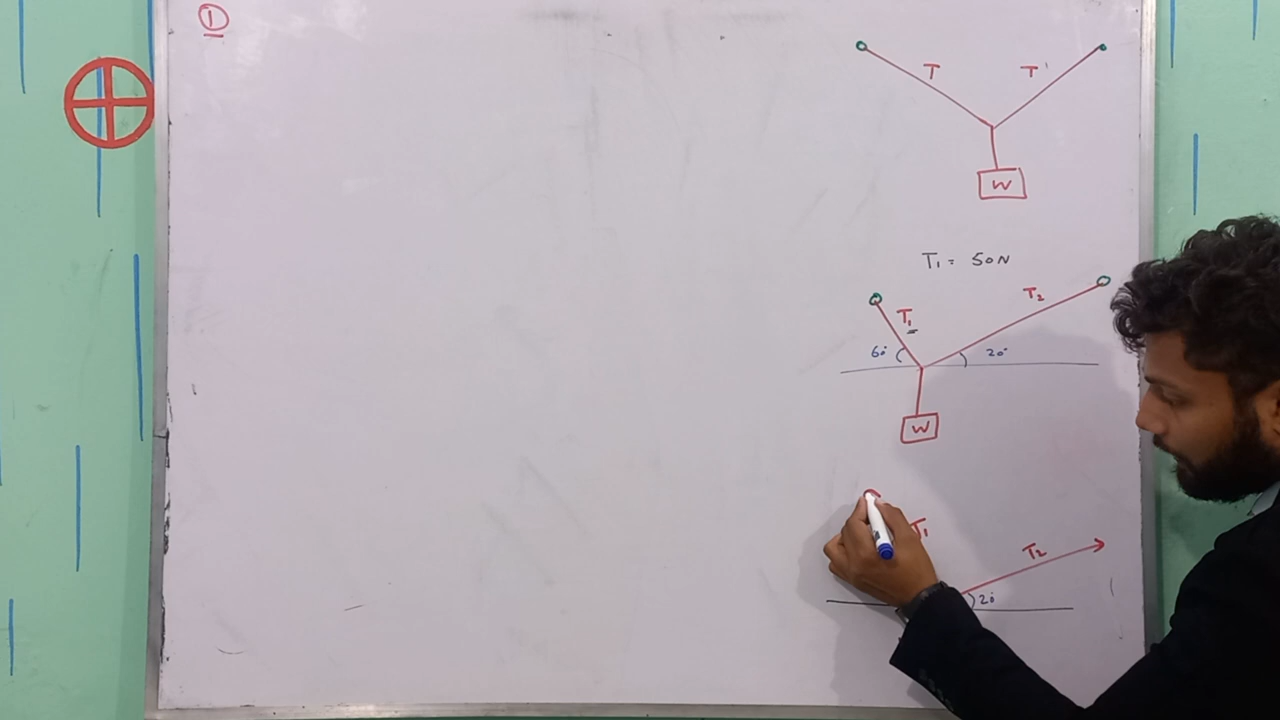 ①
T T'
W
T₁ = 50N
T₁ T₂
60° 20°
W
T₁ T₂
20°